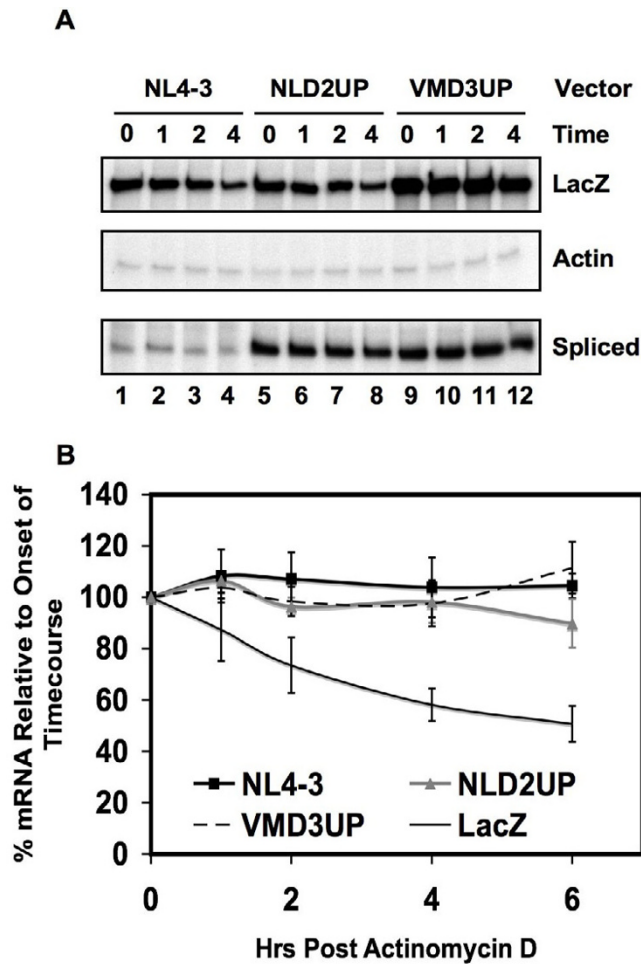 A
NL4-3 NLD2UP VMD3UP Vector
0 1 2 4 0 1 2 4 0 1 2 4 Time
LacZ
Actin
Spliced
1 2 3 4 5 6 7 8 9 10 11 12
B
% mRNA Relative to Onset of
Timecourse
140
120
100
80
60
40
20
0
NL4-3 NLD2UP
VMD3UP LacZ
0 2 4 6
Hrs Post Actinomycin D